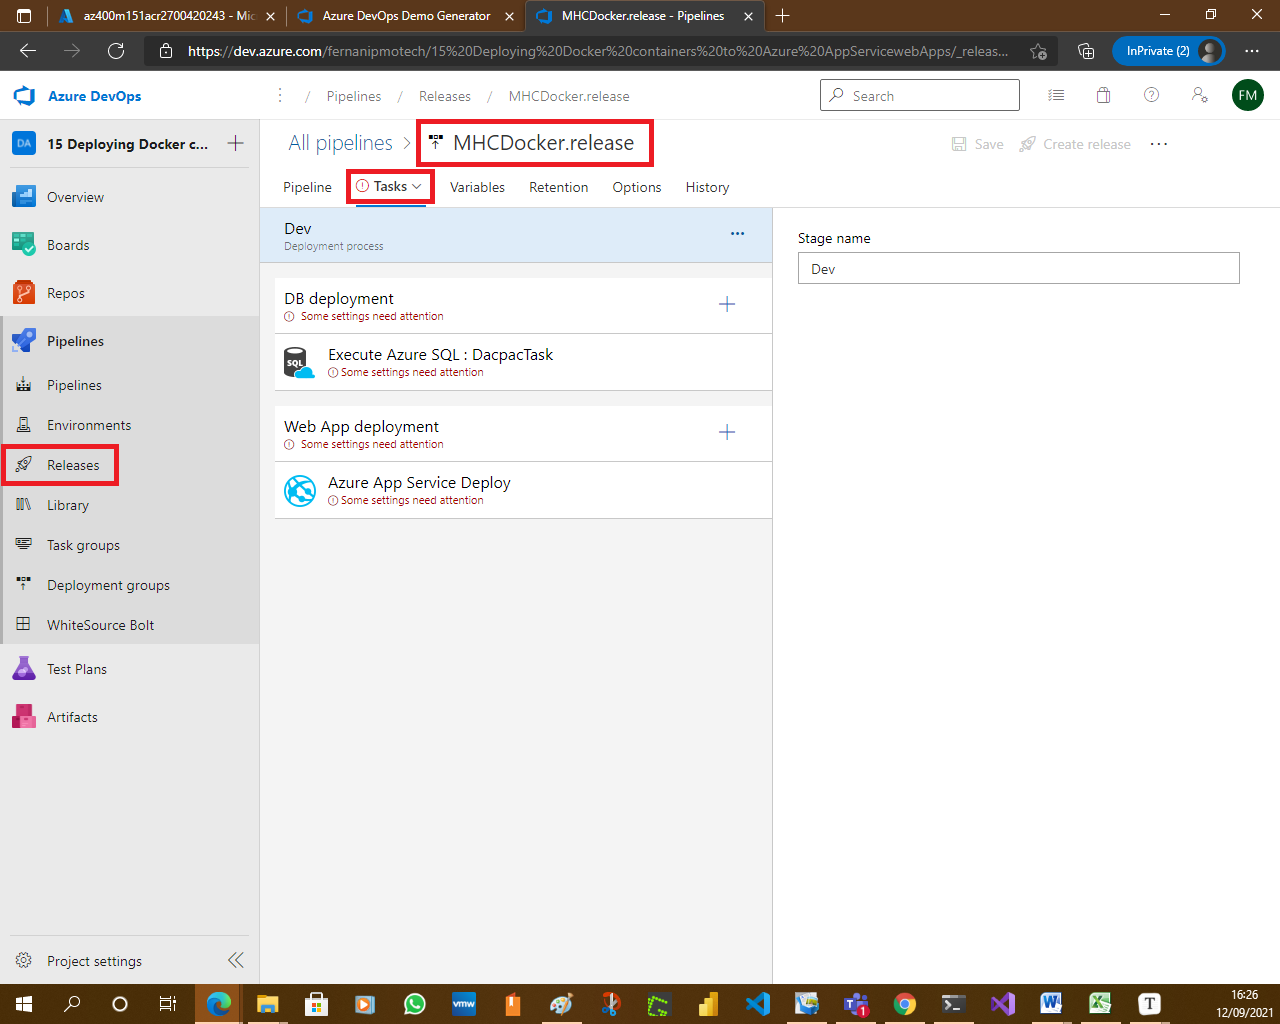 az400m151acr2700420243 - Mic
Azure DevOps Demo Generator
MHCDocker.release - Pipelines
https://dev.azure.com/fernanipmotech/15%20Deploying%20Docker%20containers%20to%20Azure%20AppServicewebApps/_releas...
InPrivate (2)
Azure DevOps
/ Pipelines / Releases / MHCDocker.release
Search
FM
DA
15 Deploying Docker c...
All pipelines > MHCDocker.release
Save
Create release
Pipeline
Tasks
Variables
Retention
Options
History
Overview
Boards
Repos
Pipelines
Pipelines
Environments
Releases
Library
Task groups
Deployment groups
WhiteSource Bolt
Test Plans
Artifacts
Project settings
Dev
Deployment process
DB deployment
Some settings need attention
SQL
Execute Azure SQL : DacpacTask
Some settings need attention
Web App deployment
Some settings need attention
Azure App Service Deploy
Some settings need attention
Stage name
Dev
vmw
1
T
16:26
12/09/2021